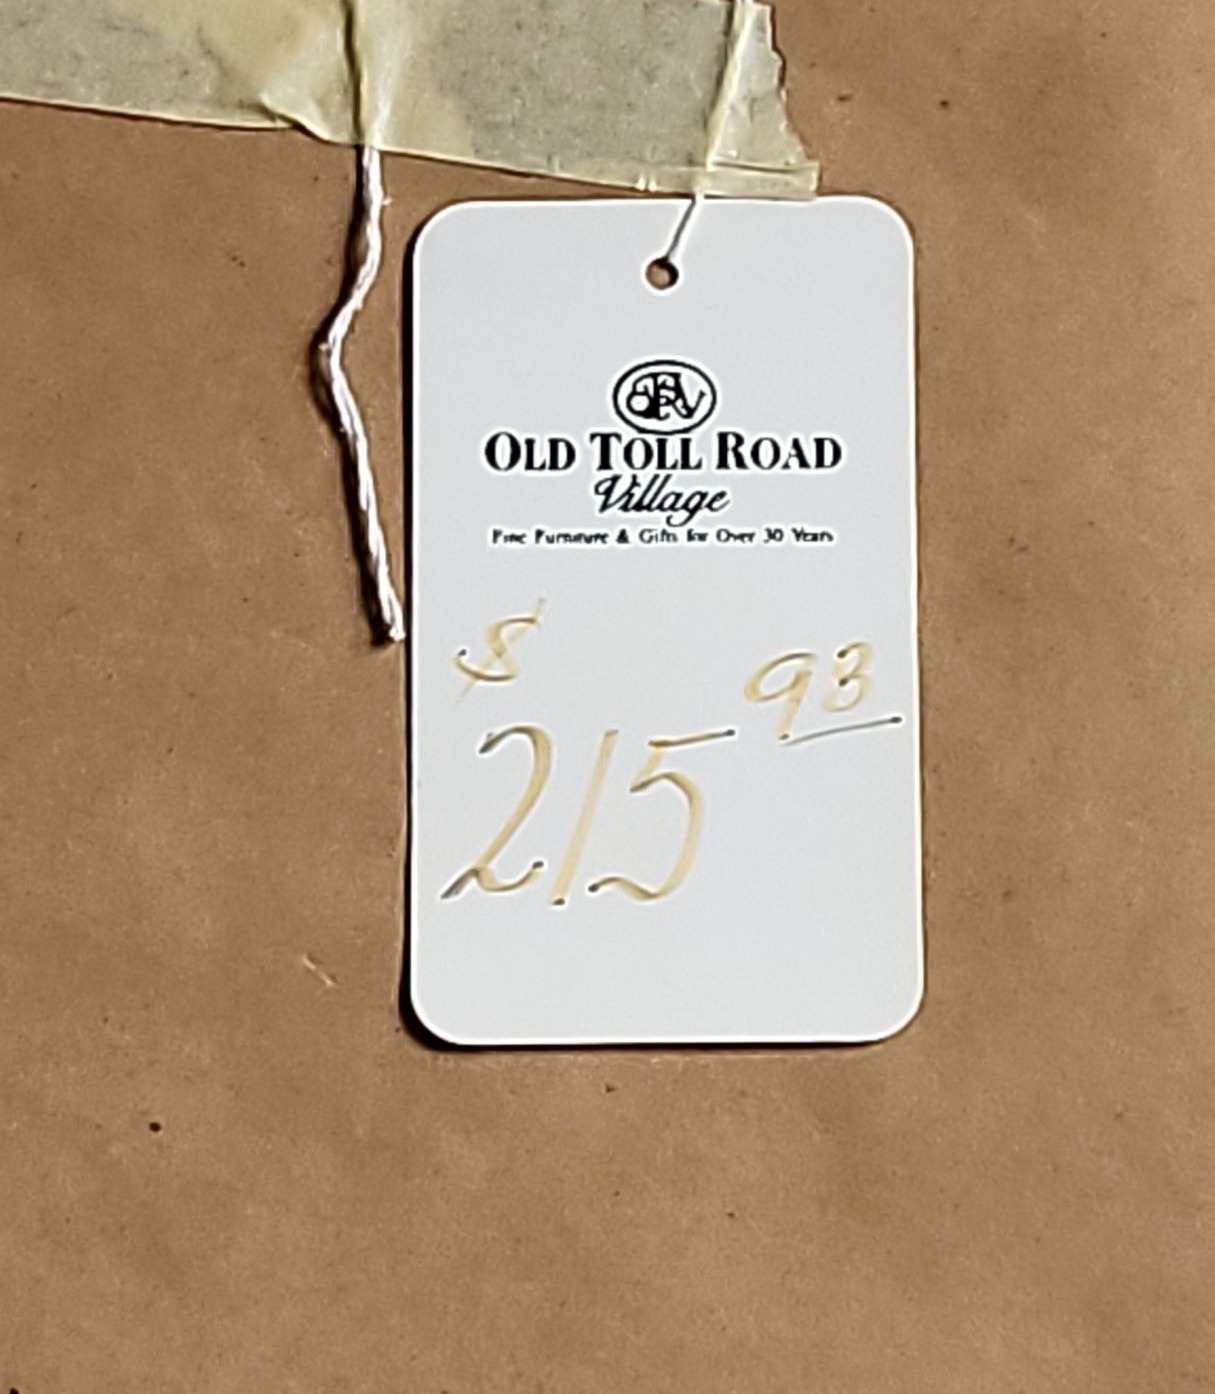 OTRV
OLD TOLL ROAD
Village
Fine Furniture & Gifts for Over 30 Years
$
215 93